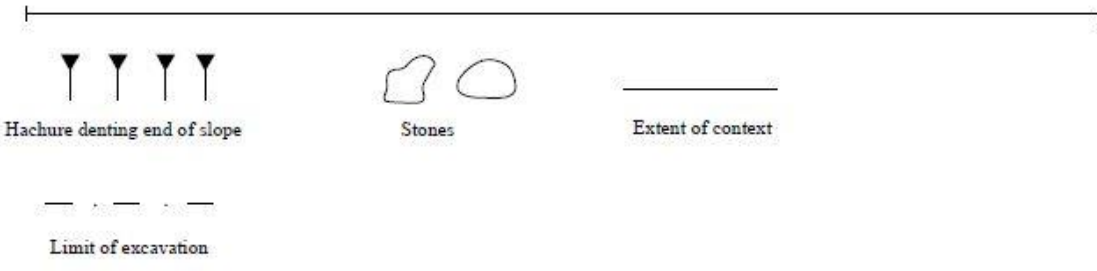 Hachure denting end of slope
Stones
Extent of context
Limit of excavation